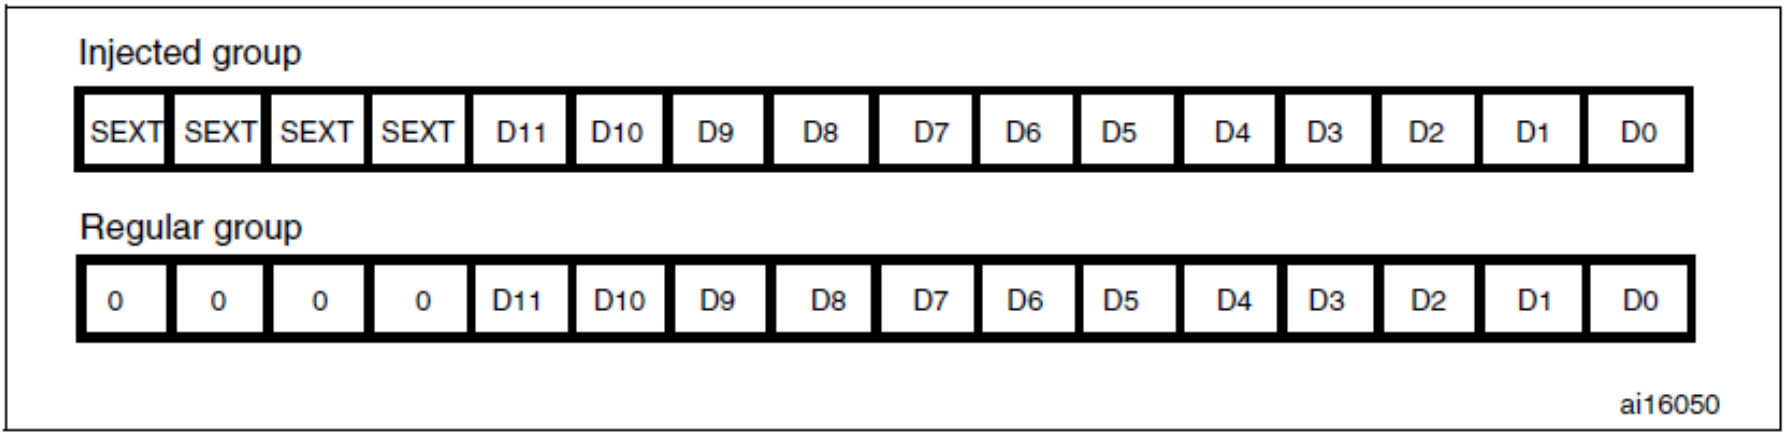 Injected group
SEXT SEXT SEXT SEXT D11 D10 D9 D8 D7 D6 D5 D4 D3 D2 D1 D0
Regular group
0 0 0 0 D11 D10 D9 D8 D7 D6 D5 D4 D3 D2 D1 D0
ai16050